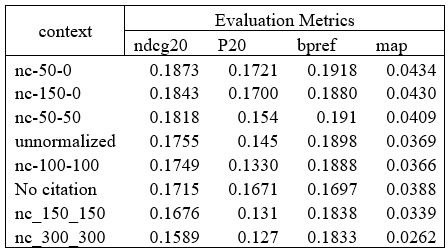 context Evaluation Metrics
ndcg20 P20 bpref map
nc-50-0 0.1873 0.1721 0.1918 0.0434
nc-150-0 0.1843 0.1700 0.1880 0.0430
nc-50-50 0.1818 0.154 0.191 0.0409
unnormalized 0.1755 0.145 0.1898 0.0369
nc-100-100 0.1749 0.1330 0.1888 0.0366
No citation 0.1715 0.1671 0.1697 0.0388
nc_150_150 0.1676 0.131 0.1838 0.0339
nc_300_300 0.1589 0.127 0.1833 0.0262